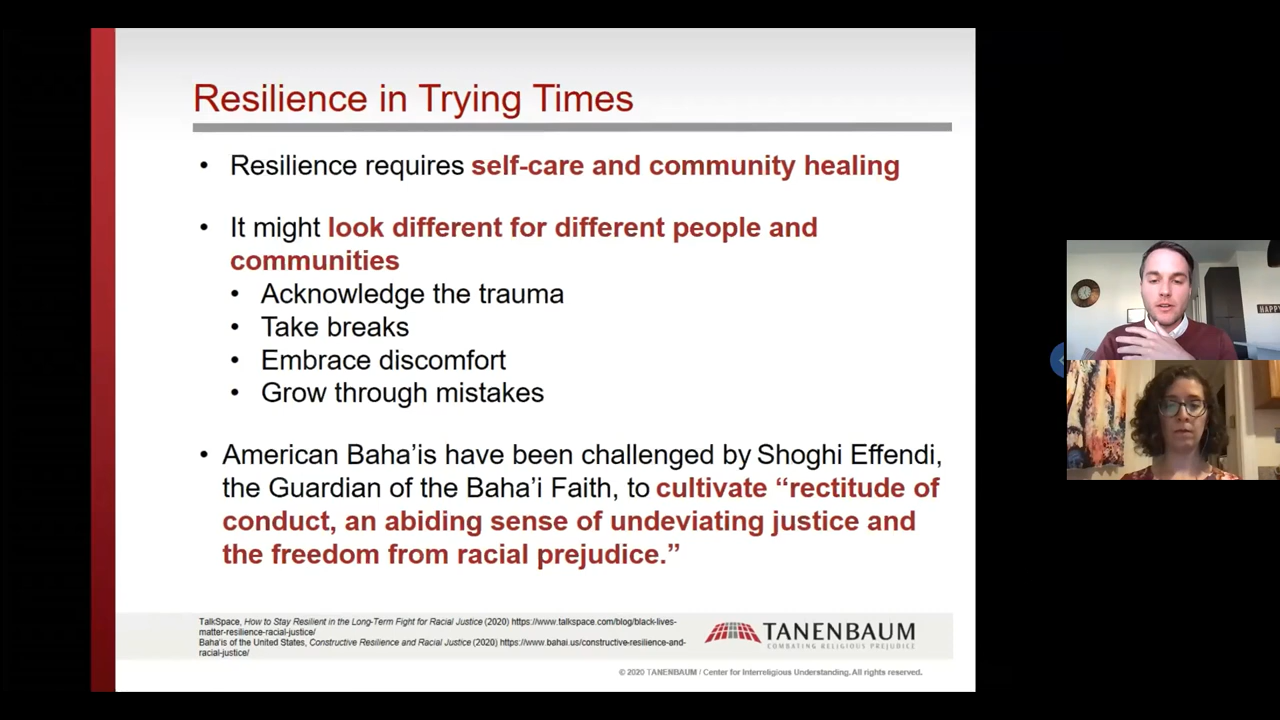 Resilience in Trying Times
• Resilience requires self-care and community healing
• It might look different for different people and
communities
• Acknowledge the trauma
• Take breaks
• Embrace discomfort
• Grow through mistakes
• American Baha’is have been challenged by Shoghi Effendi,
the Guardian of the Baha’i Faith, to cultivate “rectitude of
conduct, an abiding sense of undeviating justice and
the freedom from racial prejudice.”
TalkSpace, How to Stay Resilient in the Long-Term Fight for Racial Justice (2020) https://www.talkspace.com/blog/black-lives-
matter-resilience-racial-justice/
Baha’is of the United States, Constructive Resilience and Racial Justice (2020) https://www.bahai.us/constructive-resilience-and-
racial-justice/
TANENBAUM
COMBATING RELIGIOUS PREJUDICE
© 2020 TANENBAUM / Center for Interreligious Understanding. All rights reserved.
HAPPY